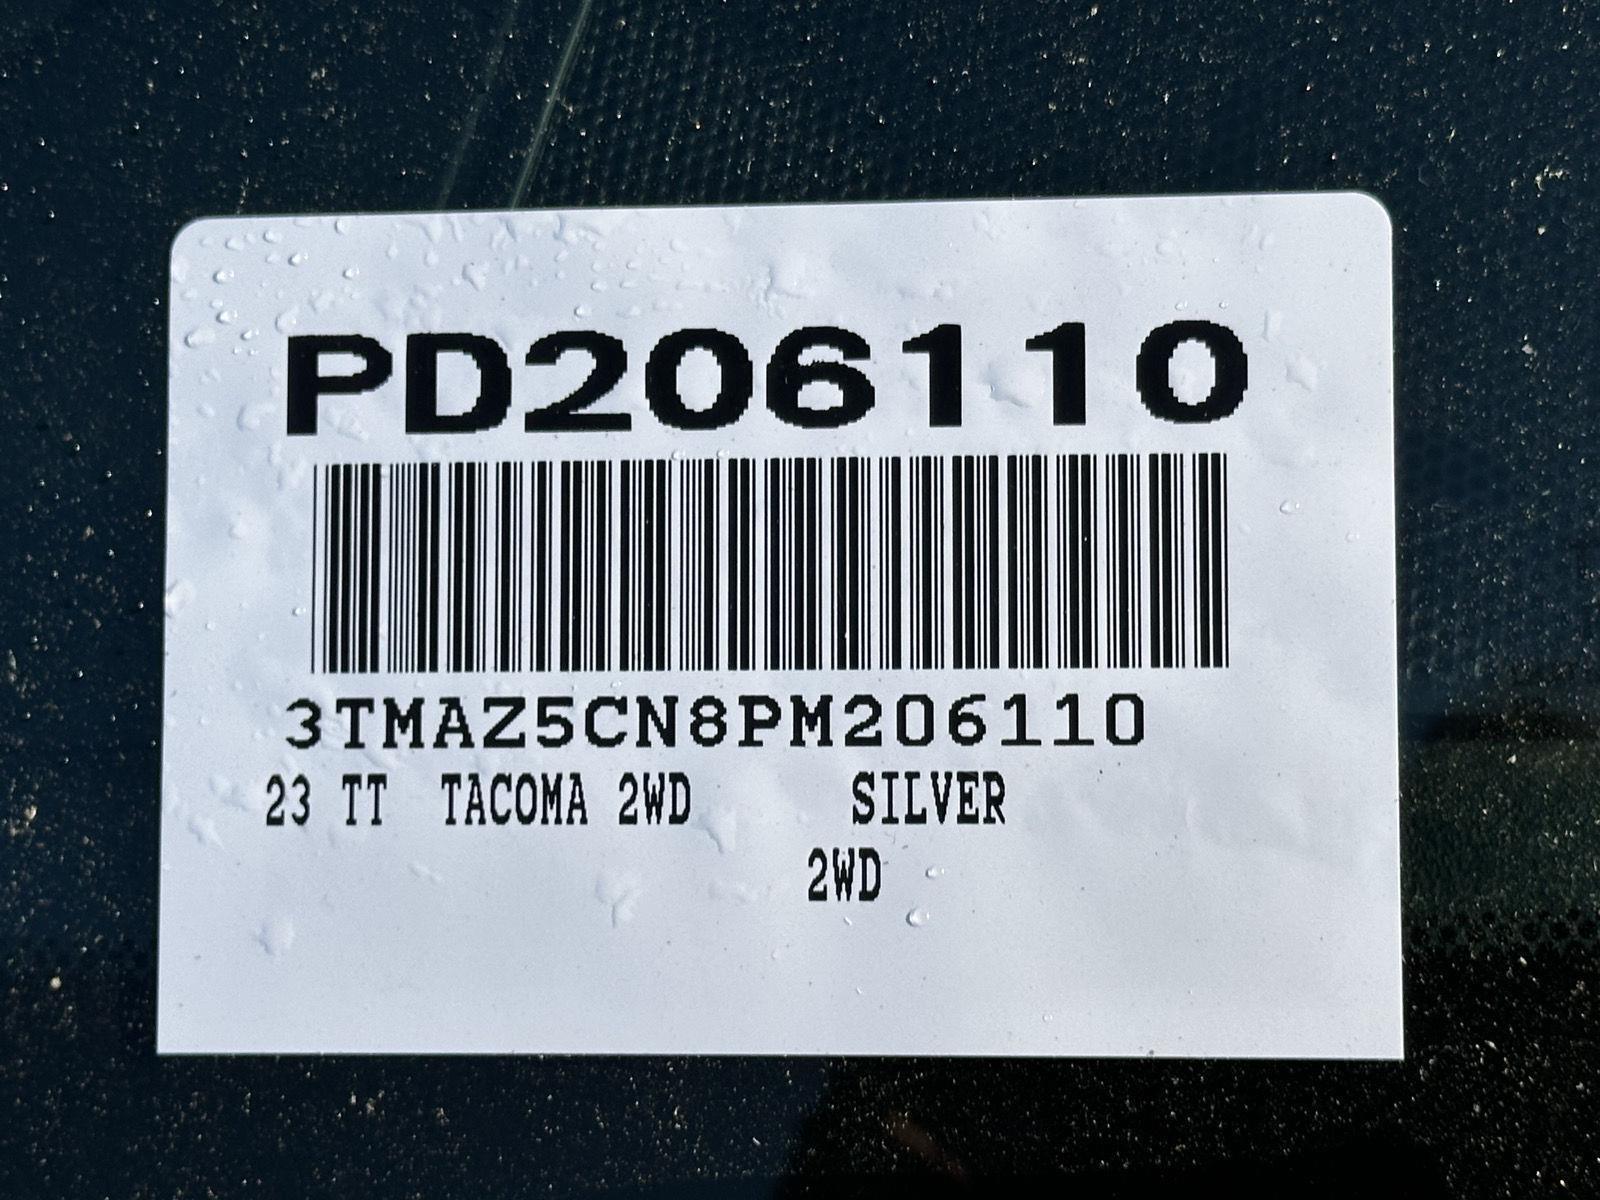 PD206110
3TMAZ5CN8PM206110
23 TT TACOMA 2WD SILVER
2WD